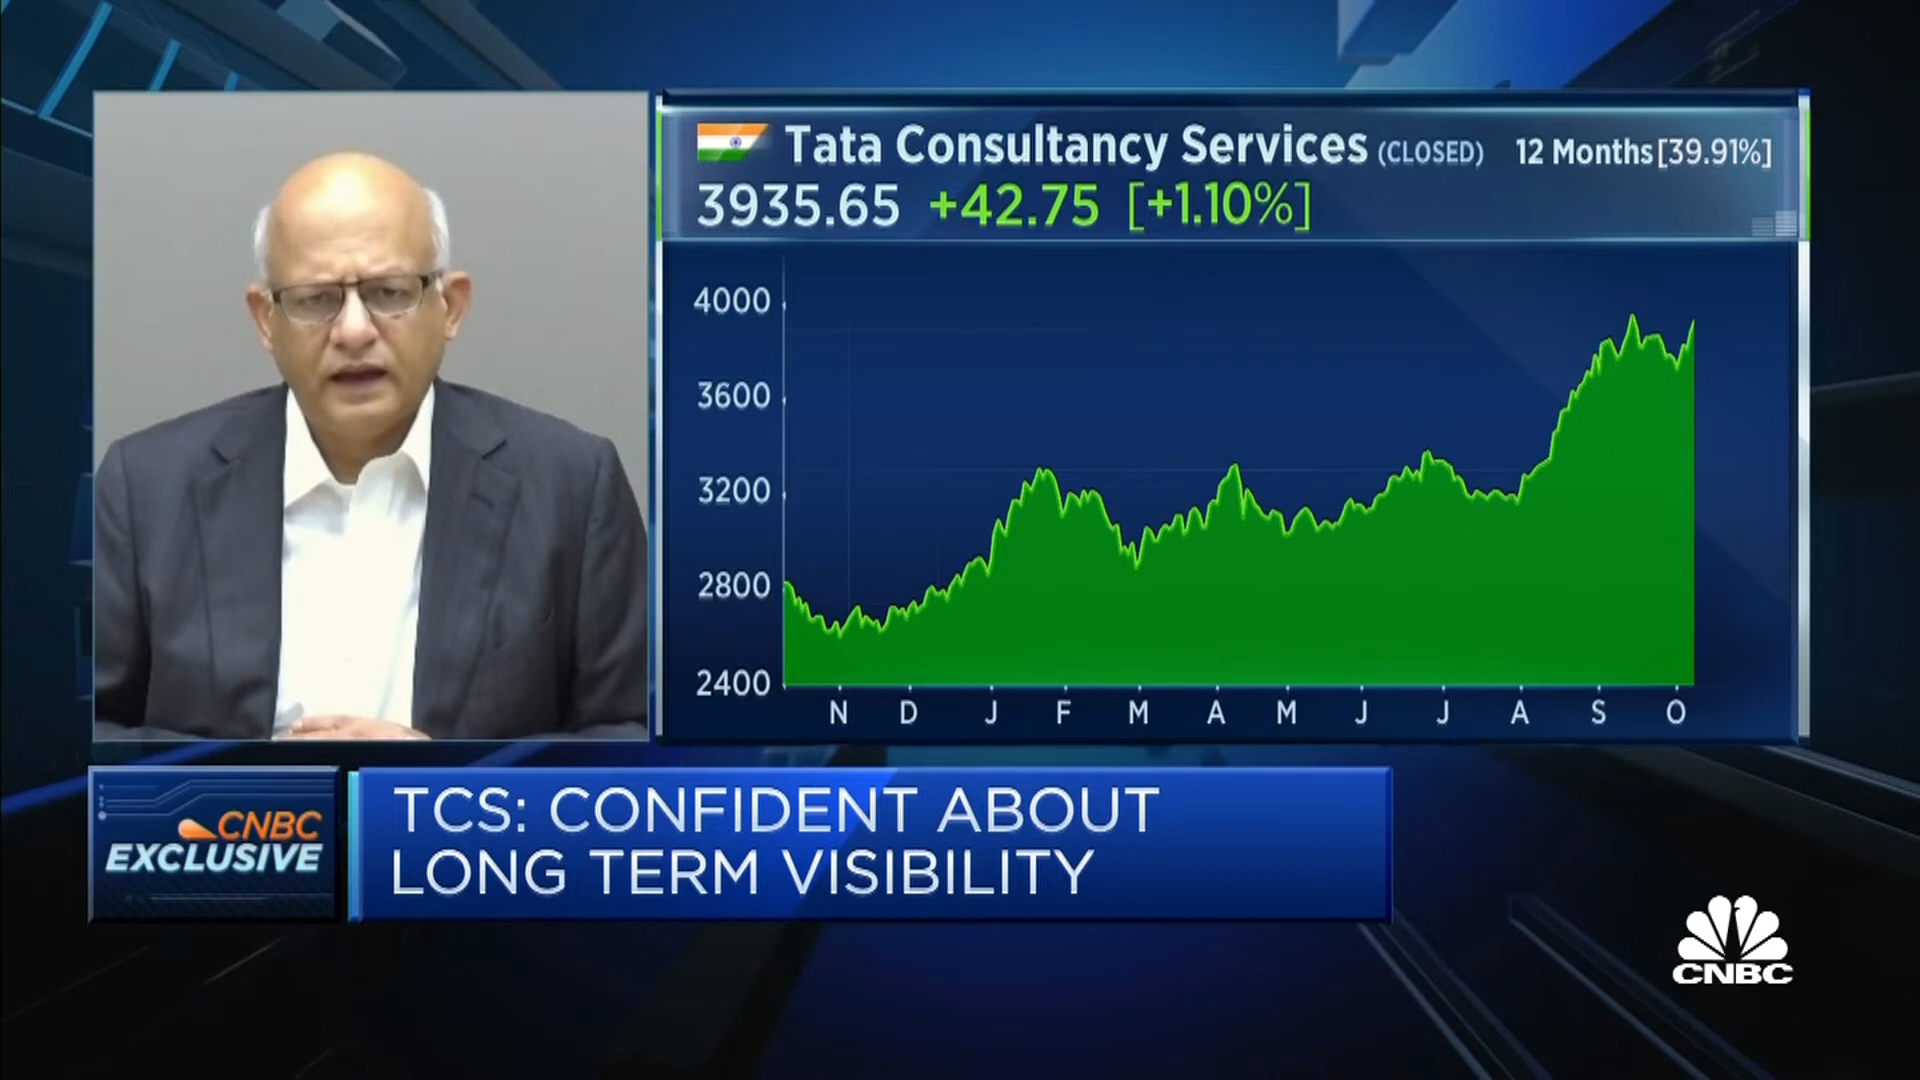 Tata Consultancy Services (CLOSED) 12 Months [39.91%]
3935.65 +42.75 [+1.10%]
4000
3600
3200
2800
2400
N D J F M A M J J A S O
CNBC
EXCLUSIVE
TCS: CONFIDENT ABOUT
LONG TERM VISIBILITY
CNBC